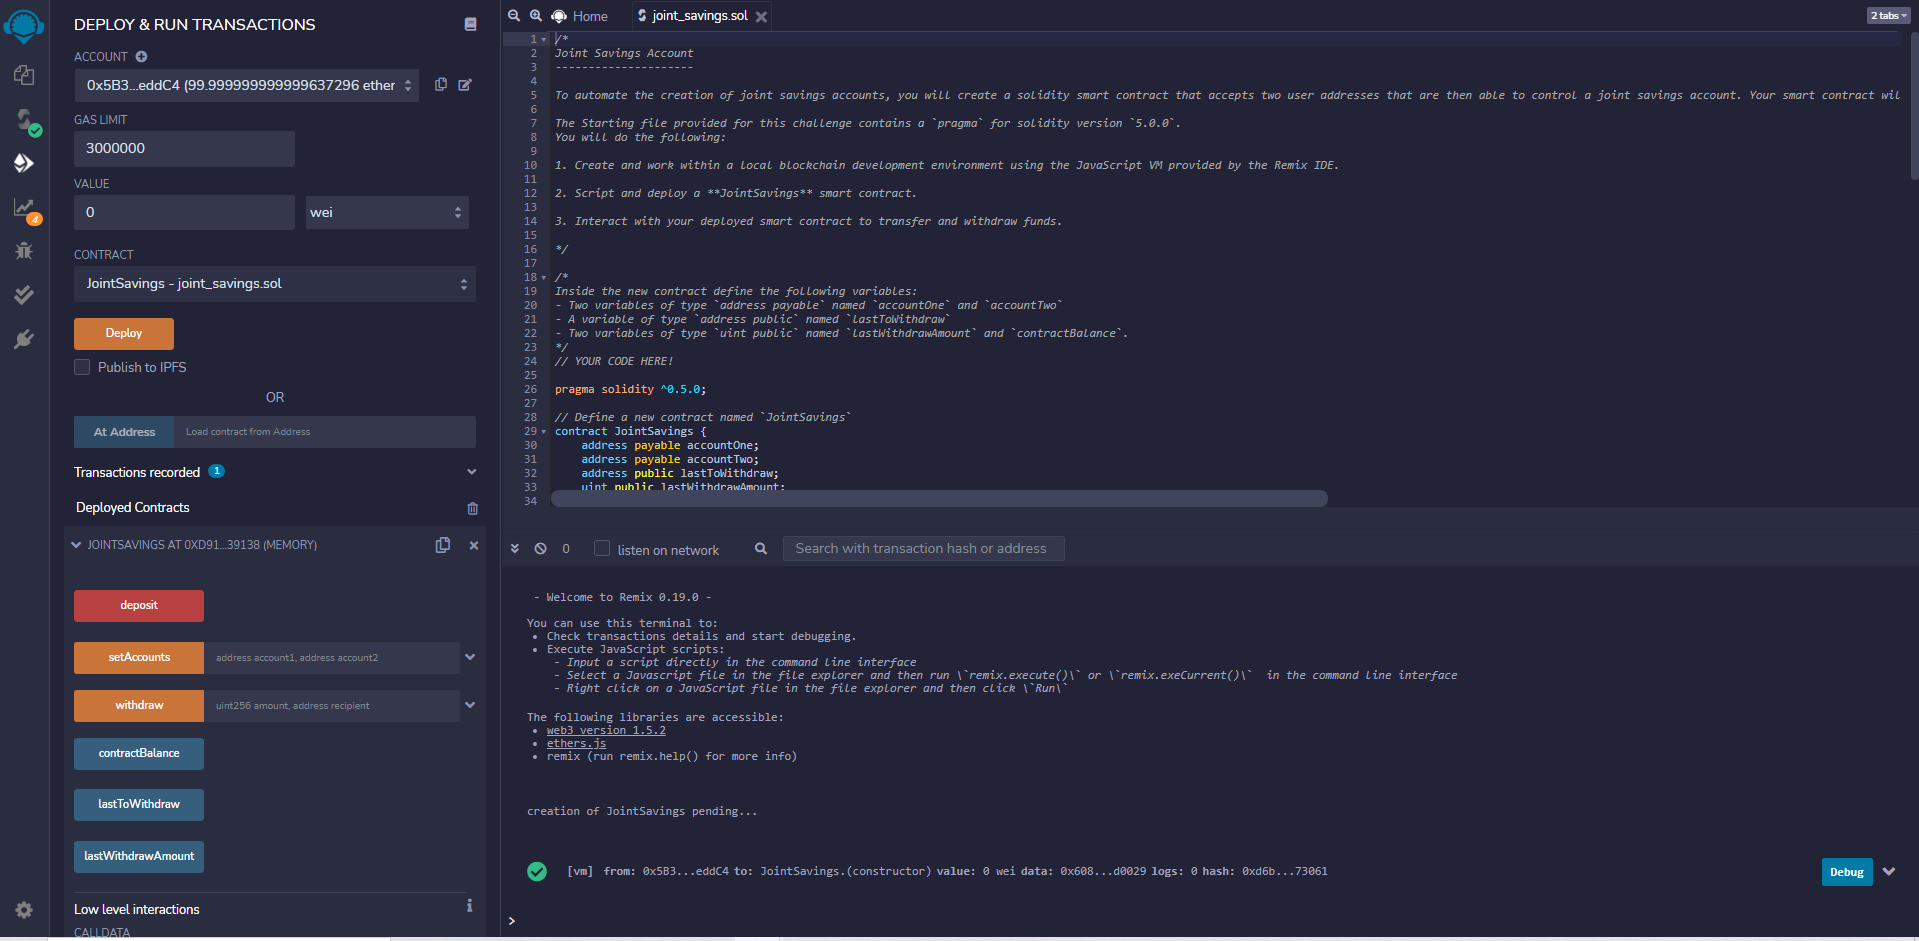 DEPLOY & RUN TRANSACTIONS
ACCOUNT
0x5B3...eddC4 (99.999999999999637296 ether
GAS LIMIT
3000000
VALUE
0
wei
CONTRACT
JointSavings - joint_savings.sol
Deploy
Publish to IPFS
OR
At Address
Load contract from Address
Transactions recorded 1
Deployed Contracts
JOINTSAVINGS AT 0XD91...39138 (MEMORY)
deposit
setAccounts address account1, address account2
withdraw uint256 amount, address recipient
contractBalance
lastToWithdraw
lastWithdrawAmount
Low level interactions
CALLDATA
4
Home
joint_savings.sol
2 tabs
1 /*
2 Joint Savings Account
3 ---------------------
4
5 To automate the creation of joint savings accounts, you will create a solidity smart contract that accepts two user addresses that are then able to control a joint savings account. Your smart contract wil
6
7 The Starting file provided for this challenge contains a `pragma` for solidity version `5.0.0`.
8 You will do the following:
9
10 1. Create and work within a local blockchain development environment using the JavaScript VM provided by the Remix IDE.
11
12 2. Script and deploy a **JointSavings** smart contract.
13
14 3. Interact with your deployed smart contract to transfer and withdraw funds.
15
16 */
17
18 /*
19 Inside the new contract define the following variables:
20 - Two variables of type `address payable` named `accountOne` and `accountTwo`
21 - A variable of type `address public` named `lastToWithdraw`
22 - Two variables of type `uint public` named `lastWithdrawAmount` and `contractBalance`.
23 */
24 // YOUR CODE HERE!
25
26 pragma solidity ^0.5.0;
27
28 // Define a new contract named `JointSavings`
29 contract JointSavings {
30 address payable accountOne;
31 address payable accountTwo;
32 address public lastToWithdraw;
33 uint public lastWithdrawAmount;
34
0
listen on network
Search with transaction hash or address
- Welcome to Remix 0.19.0 -
You can use this terminal to:
• Check transactions details and start debugging.
• Execute JavaScript scripts:
- Input a script directly in the command line interface
- Select a Javascript file in the file explorer and then run \`remix.execute()\` or \`remix.exeCurrent()\` in the command line interface
- Right click on a JavaScript file in the file explorer and then click \`Run\`
The following libraries are accessible:
• web3 version 1.5.2
• ethers.js
• remix (run remix.help() for more info)
creation of JointSavings pending...
[vm] from: 0x5B3...eddC4 to: JointSavings.(constructor) value: 0 wei data: 0x608...d0029 logs: 0 hash: 0xd6b...73061
Debug
>